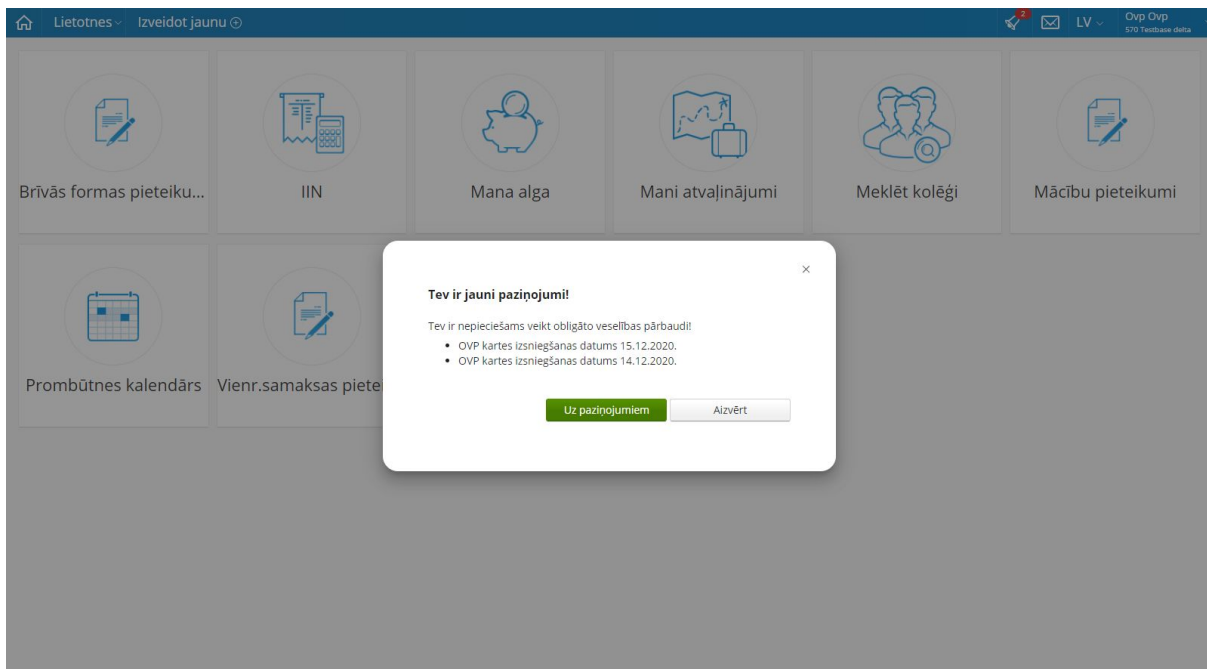 Lietotnes Izveidot jaunu
2 LV Ovp Ovp
570 Testbase delta
Brīvās formas pieteiku...
IIN
Mana alga
Mani atvaļinājumi
Meklēt kolēģi
Mācību pieteikumi
Prombūtnes kalendārs
Vienr.samaksas pietei
Tev ir jauni paziņojumi!
Tev ir nepieciešams veikt obligāto veselības pārbaudi!
• OVP kartes izsniegšanas datums 15.12.2020.
• OVP kartes izsniegšanas datums 14.12.2020.
Uz paziņojumiem Aizvērt